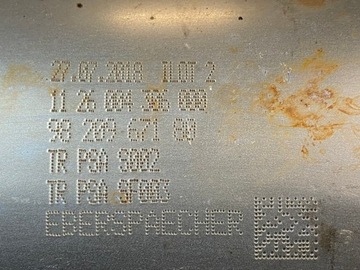 27.07.2018 ILOT 2
11 26 004 306 000
98 209 671 80
TR PSA 9002
TR PSA 9F003
EBERSPAECHER